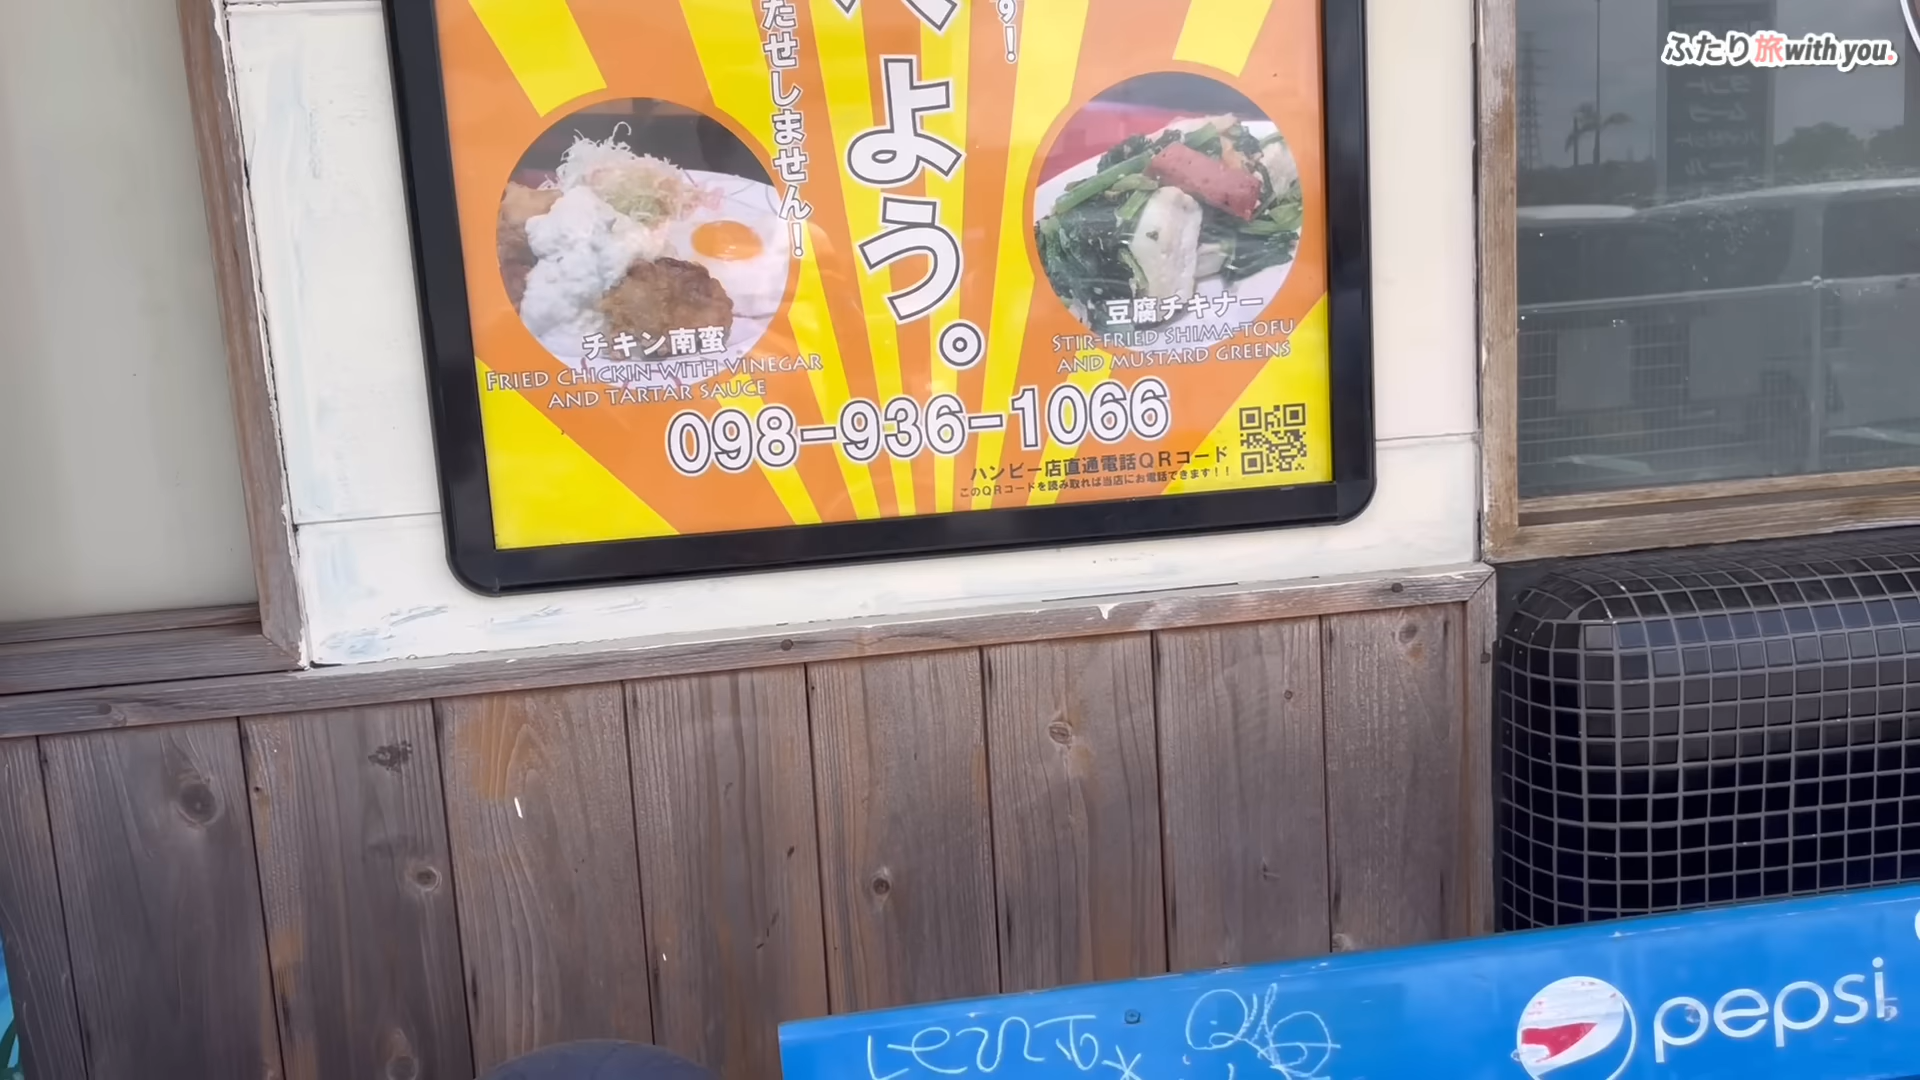 ふたり旅with you.
たせしません!
す!
よう。
チキン南蛮
FRIED CHICKIN WITH VINEGAR
AND TARTAR SAUCE
豆腐チキナー
STIR-FRIED SHIMA-TOFU
AND MUSTARD GREENS
098-936-1066
ハンビー店直通電話QRコード
このQRコードを読み取れば当店にお電話できます!!
pepsi